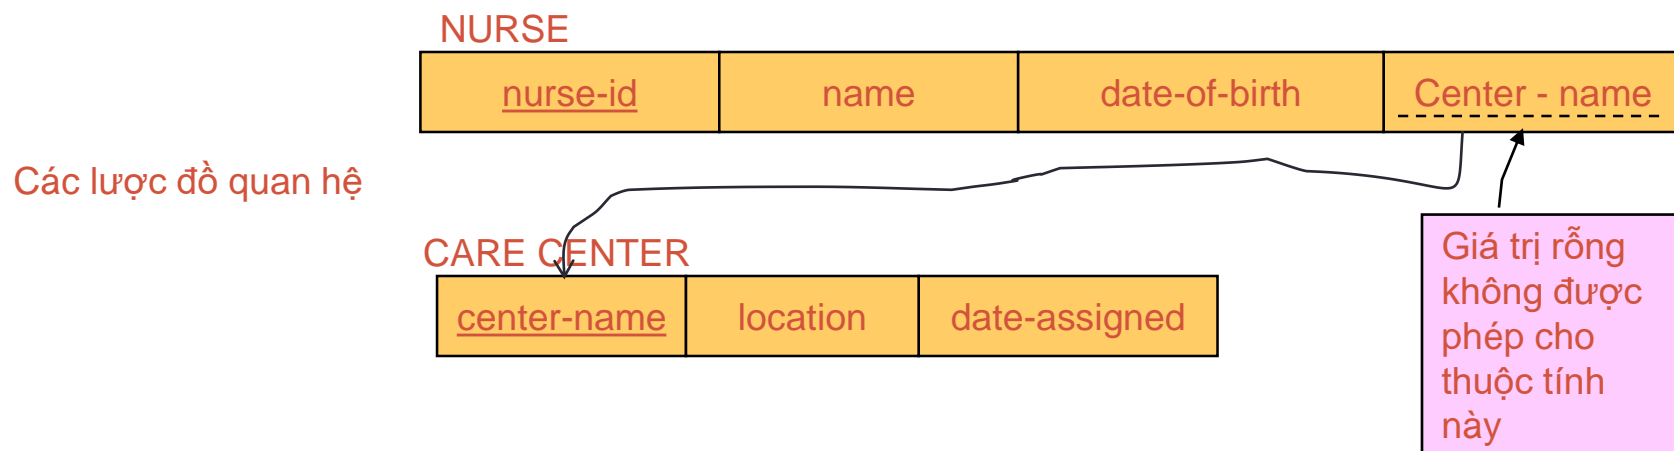 NURSE
nurse-id name date-of-birth Center - name
Các lược đồ quan hệ
CARE CENTER
center-name location date-assigned
Giá trị rỗng
không được
phép cho
thuộc tính
này